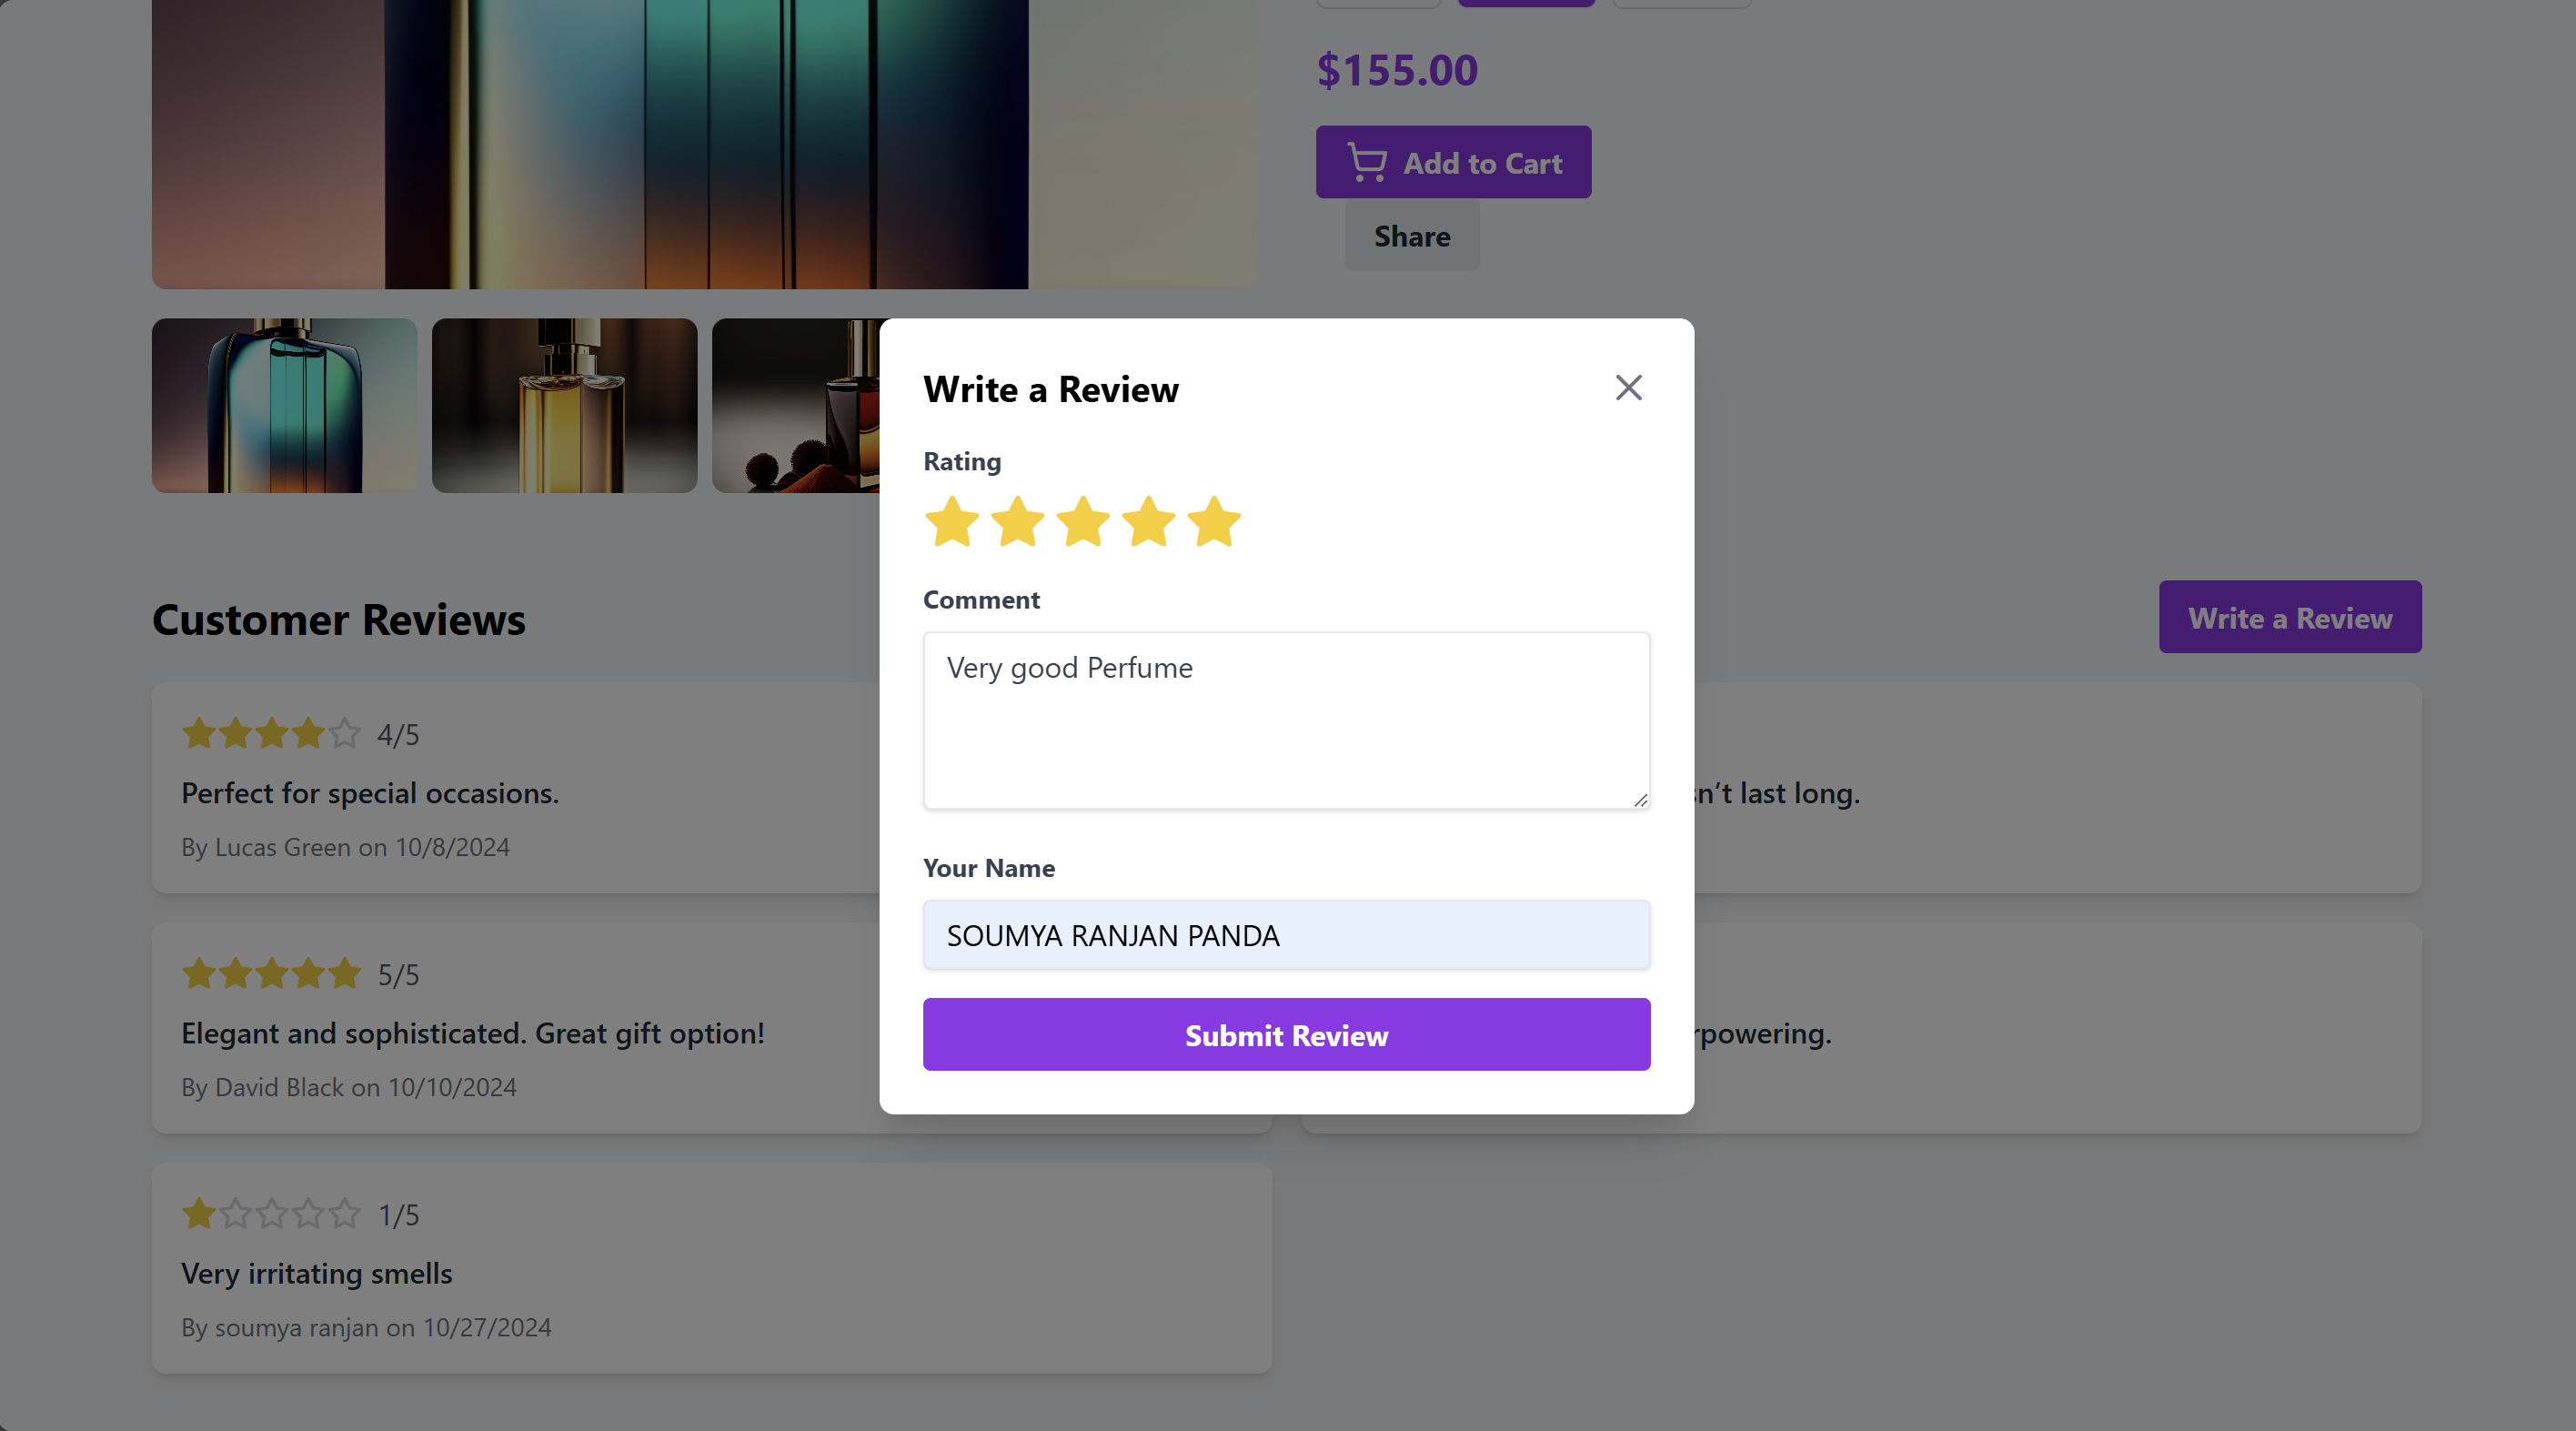 $155.00
Add to Cart
Share
Write a Review
Rating
Comment
Very good Perfume
Your Name
SOUMYA RANJAN PANDA
Submit Review
Customer Reviews
Write a Review
4/5
Perfect for special occasions.
By Lucas Green on 10/8/2024
last long.
5/5
Elegant and sophisticated. Great gift option!
By David Black on 10/10/2024
1/5
Very irritating smells
By soumya ranjan on 10/27/2024